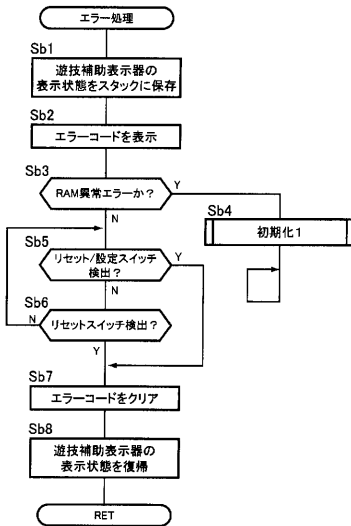 エラー処理
Sb1
遊技補助表示器の
表示状態をスタックに保存
Sb2
エラーコードを表示
Sb3
RAM異常エラーか？
Y
N
Sb4
初期化1
Sb5
リセット/設定スイッチ
検出？
Y
N
Sb6
リセットスイッチ検出？
N
Y
Sb7
エラーコードをクリア
Sb8
遊技補助表示器の
表示状態を復帰
RET